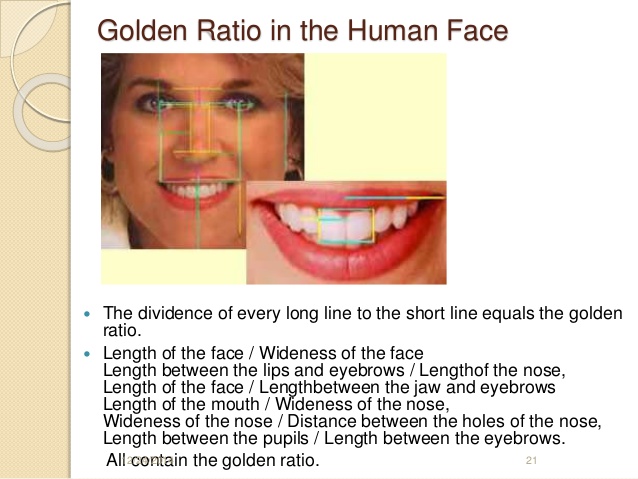 Golden Ratio in the Human Face
The dividence of every long line to the short line equals the golden
ratio.
Length of the face / Wideness of the face
Length between the lips and eyebrows / Lengthof the nose,
Length of the face / Lengthbetween the jaw and eyebrows
Length of the mouth / Wideness of the nose,
Wideness of the nose / Distance between the holes of the nose,
Length between the pupils / Length between the eyebrows.
All contain the golden ratio.
21